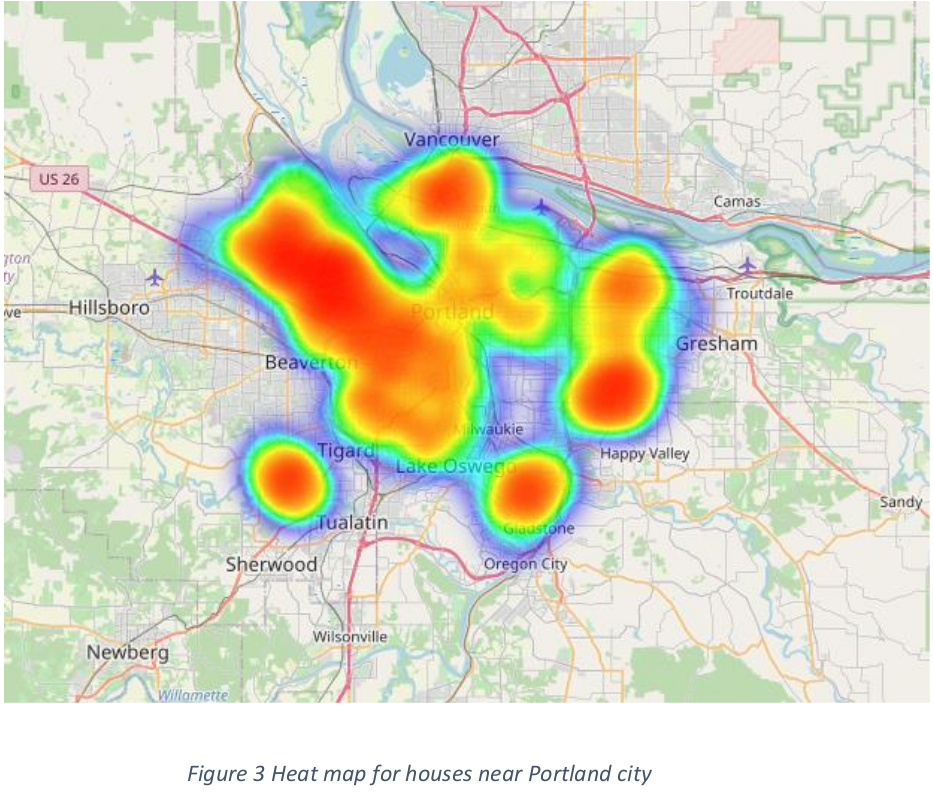 Vancouver
US 26
Camas
ngton
ty
Hillsboro
Troutdale
ove
Portland
Gresham
Beaverton
Milwaukie
Tigard
Happy Valley
Lake Oswego
Sandy
Tualatin
Gladstone
Sherwood
Oregon City
Wilsonville
Newberg
Willamette
Figure 3 Heat map for houses near Portland city